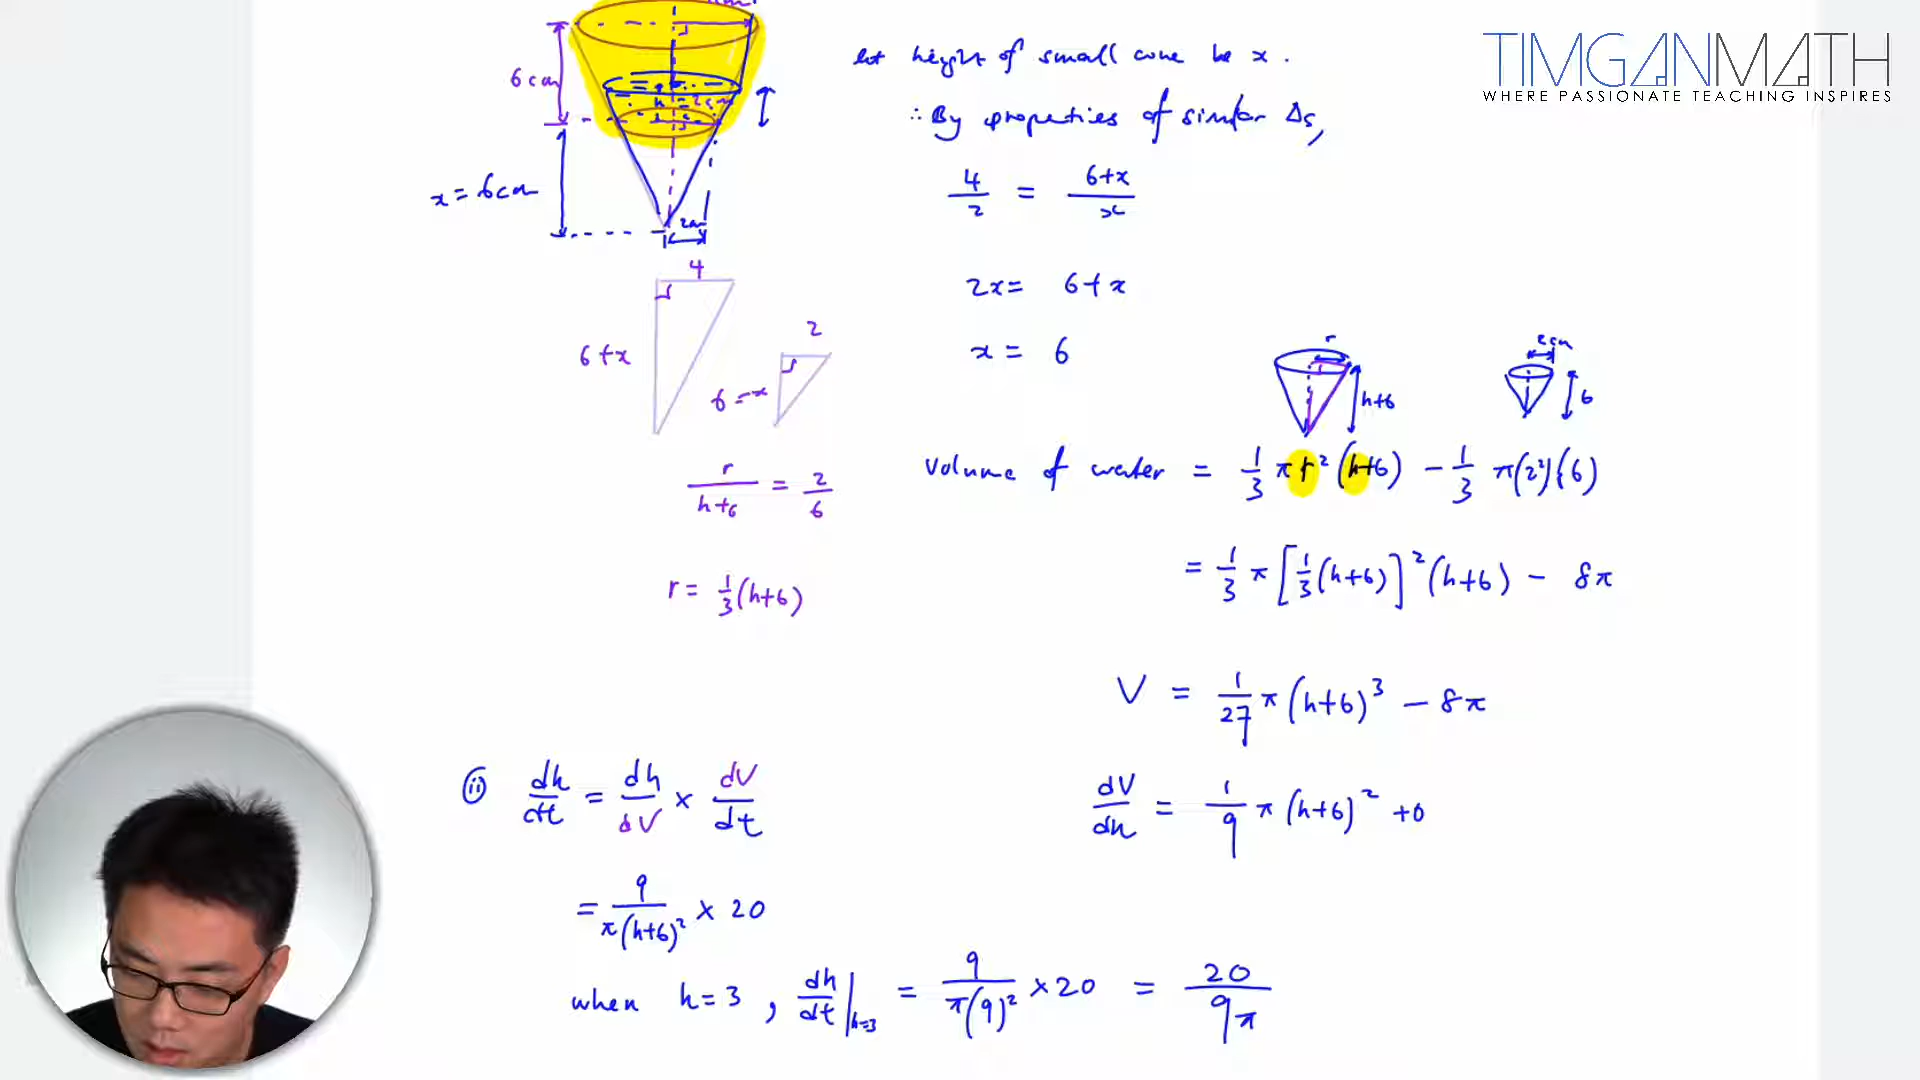 TIMGANMATH
WHERE PASSIONATE TEACHING INSPIRES
let height of small cone be x.
∴ By properties of similar Δs,
4/2 = (6+x)/x
2x = 6+x
x = 6
6cm
h = 2cm
x = 6cm
2cm
4
6+x
2
6 = x
r/(h+6) = 2/6
r = 1/3(h+6)
r
h+6
2cm
6
Volume of water = 1/3 πr²(h+6) − 1/3 π(2²)(6)
= 1/3 π[1/3(h+6)]²(h+6) − 8π
V = 1/27 π(h+6)³ − 8π
dV/dh = 1/9 π(h+6)² + 0
(ii) dh/dt = dh/dV × dV/dt
= 9/(π(h+6)²) × 20
when h=3, dh/dt|h=3 = 9/(π(9)²) × 20 = 20/(9π)